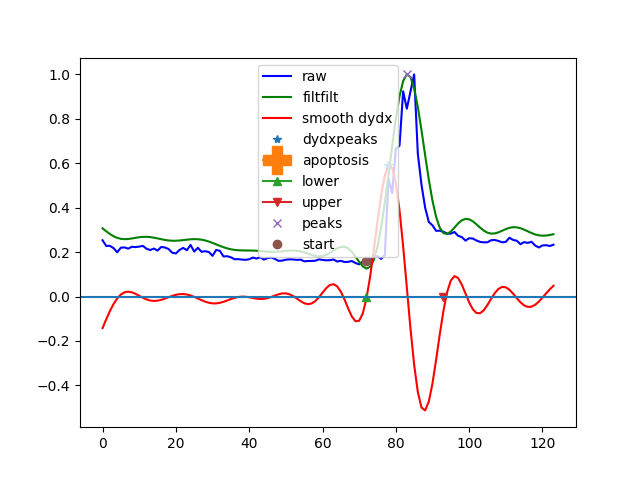 1.0
0.8
0.6
0.4
0.2
0.0
−0.2
−0.4
raw
filtfilt
smooth dydx
dydxpeaks
apoptosis
lower
upper
peaks
start
0 20 40 60 80 100 120